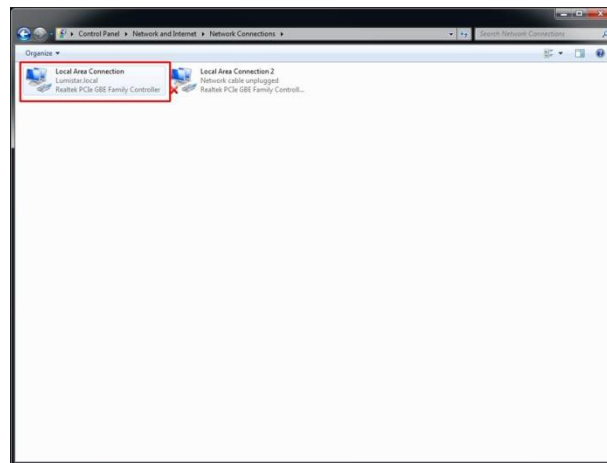 Control Panel ▸ Network and Internet ▸ Network Connections ▸
Search Network Connections
Organize
Local Area Connection
Lumistar.local
Realtek PCIe GBE Family Controller
Local Area Connection 2
Network cable unplugged
Realtek PCIe GBE Family Controll...